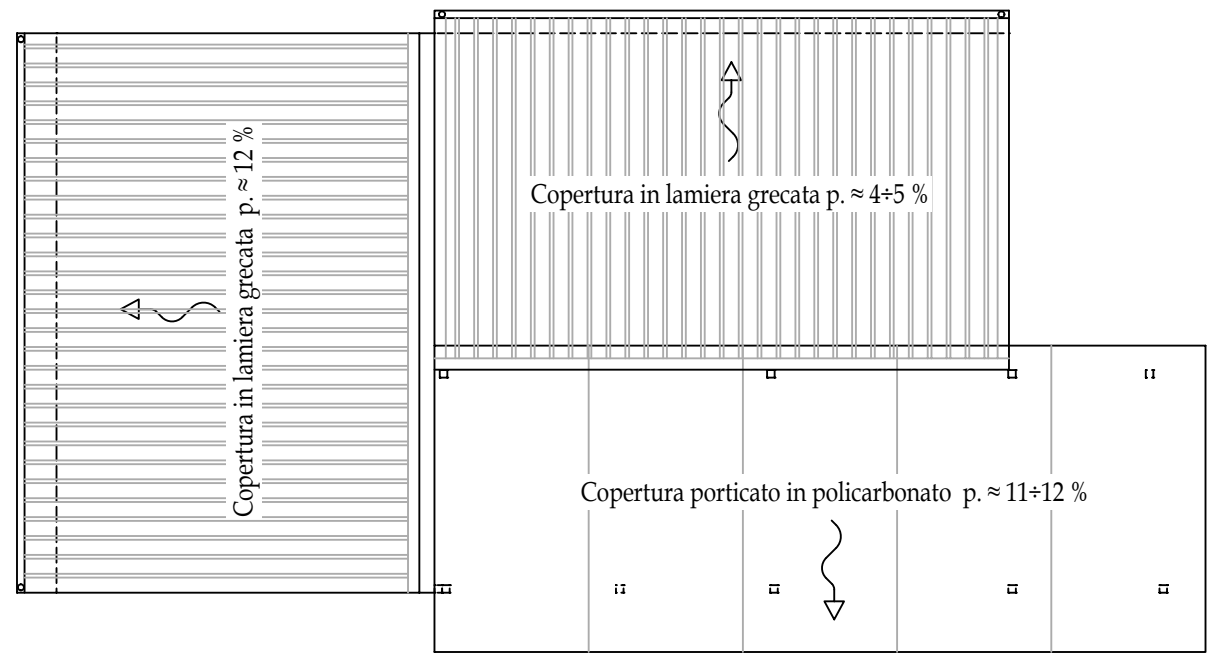 Copertura in lamiera grecata p. ≈ 12 %
Copertura in lamiera grecata p. ≈ 4÷5 %
Copertura porticato in policarbonato p. ≈ 11÷12 %